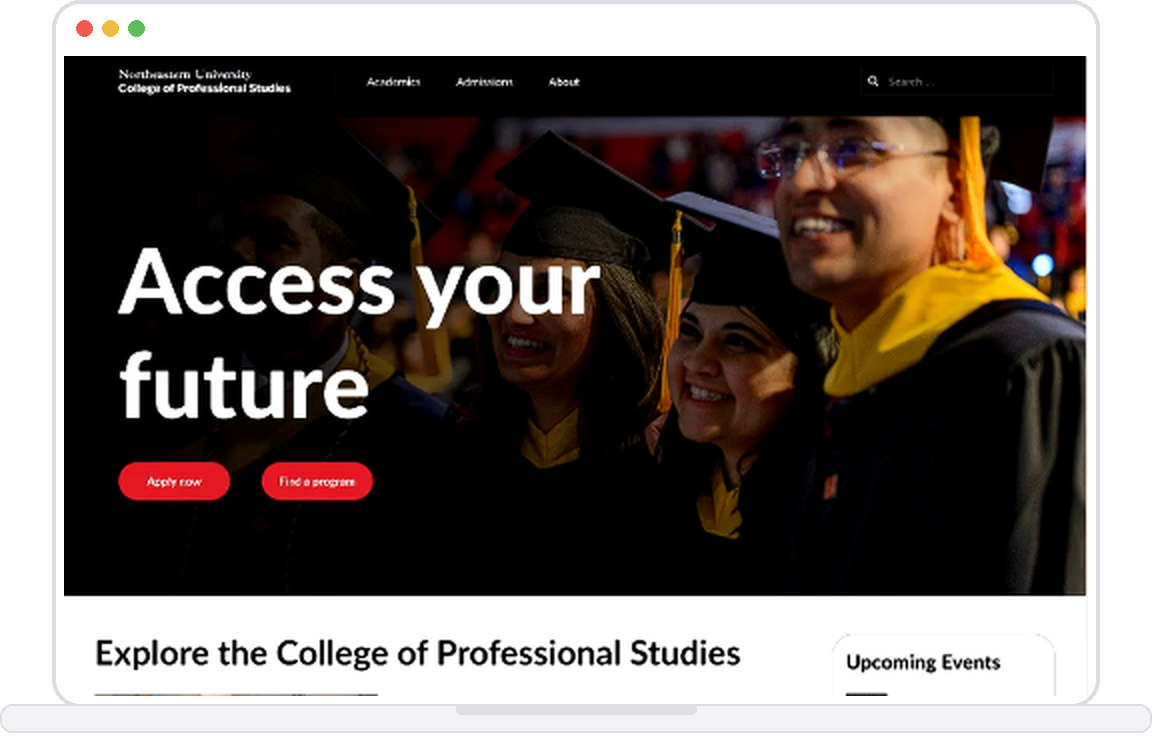 Northeastern University
College of Professional Studies
Academics Admissions About
Search ...
Access your
future
Apply now Find a program
Explore the College of Professional Studies
Upcoming Events